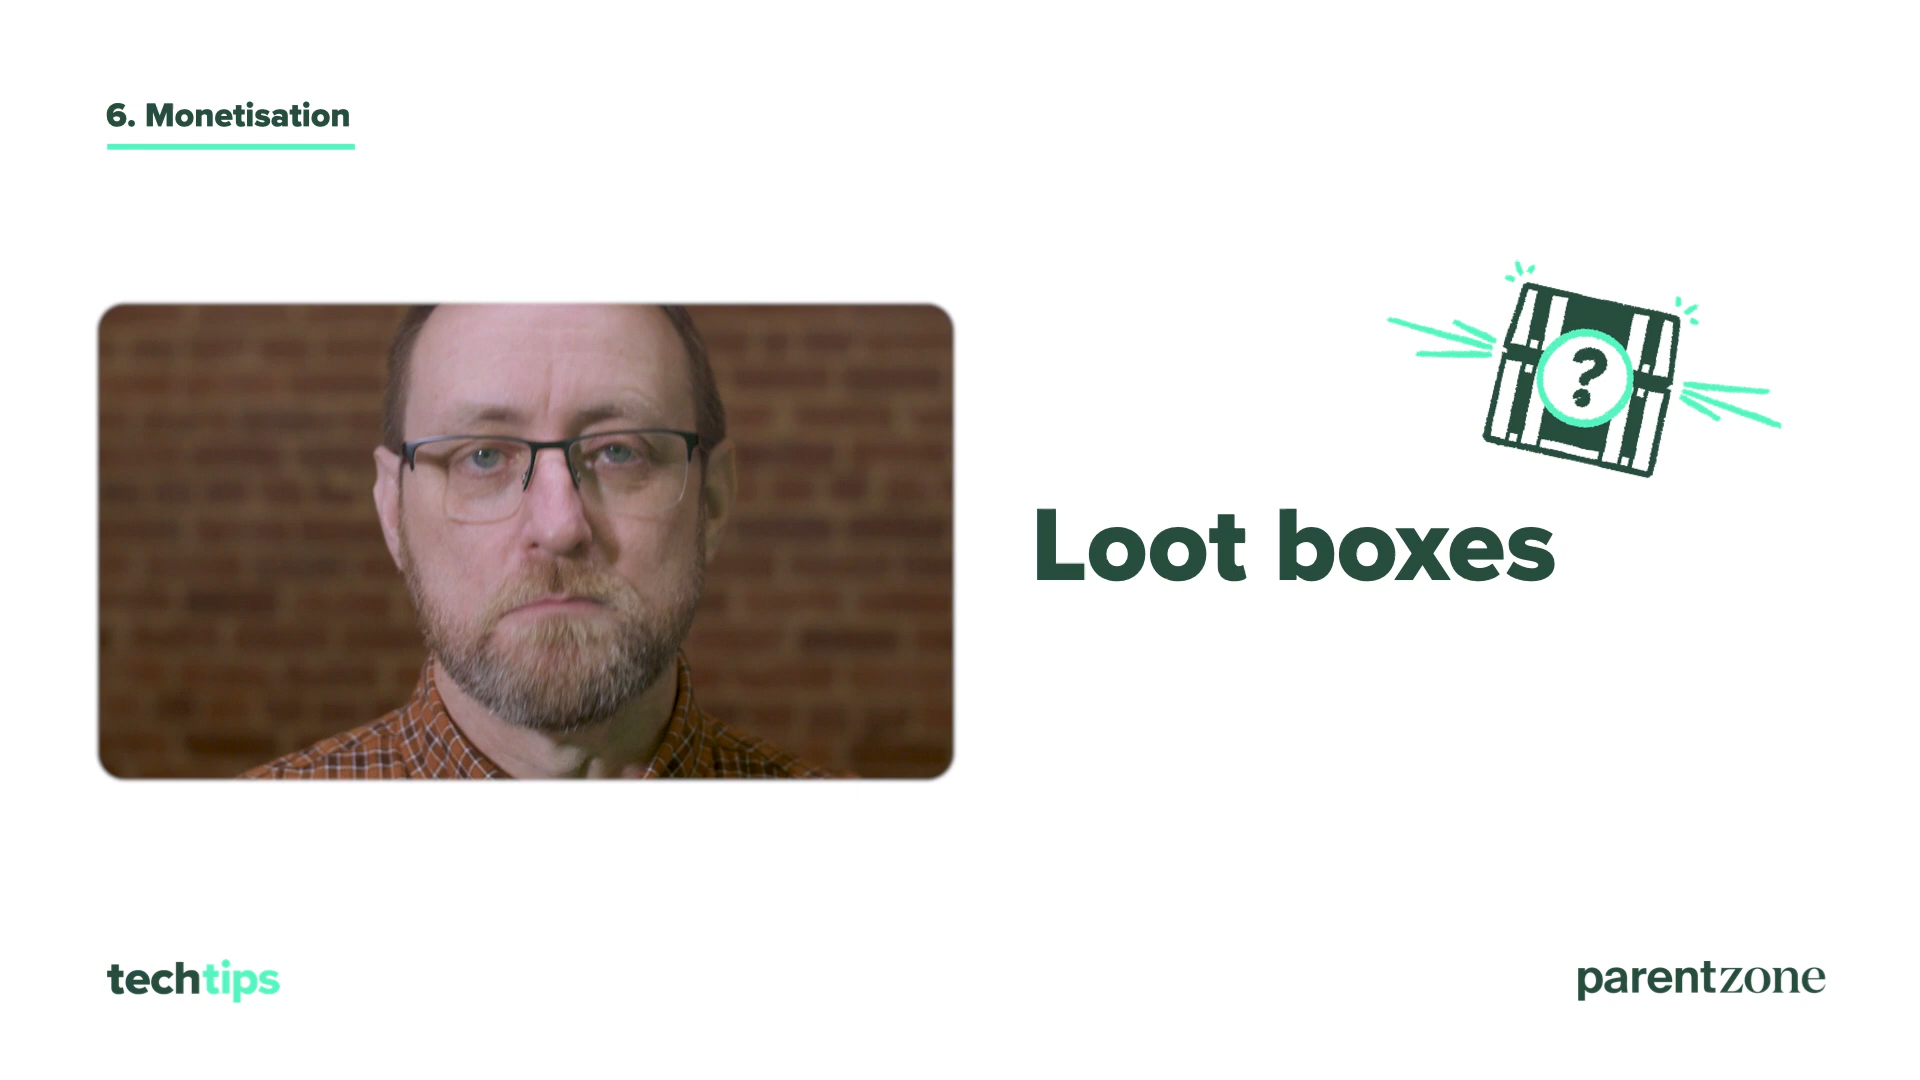 6. Monetisation
?
Loot boxes
techtips
parentzone